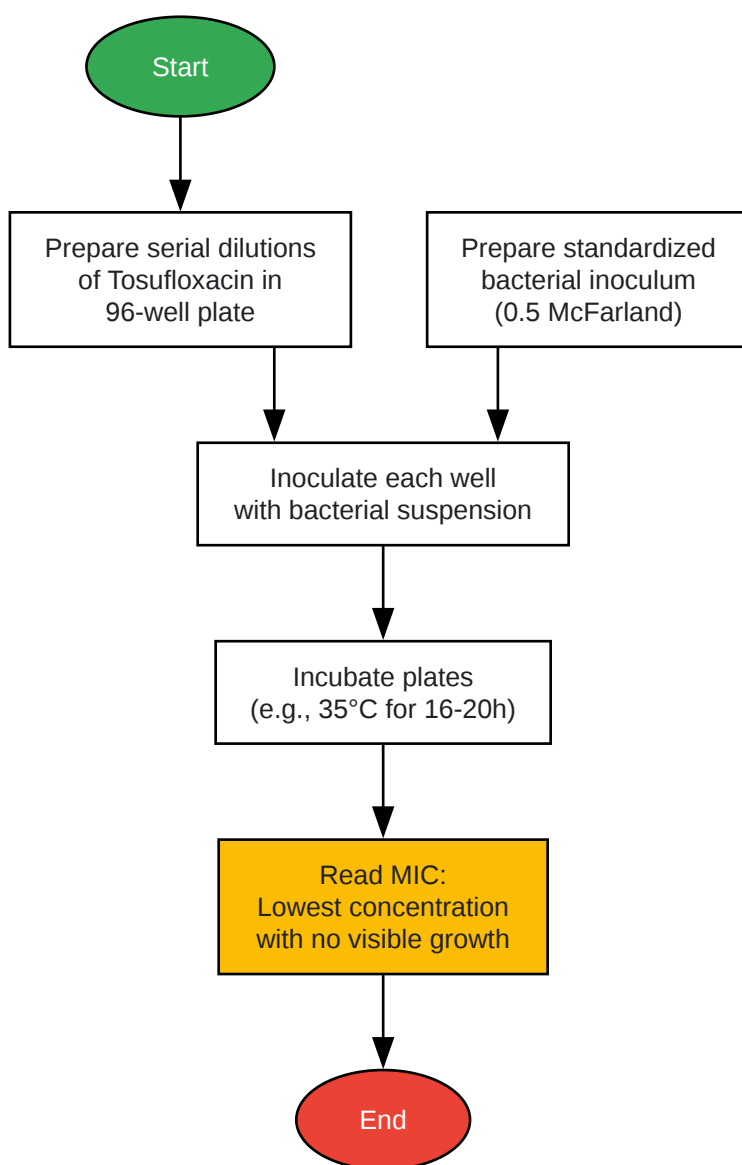 Start
Prepare serial dilutions
of Tosufloxacin in
96-well plate
Prepare standardized
bacterial inoculum
(0.5 McFarland)
Inoculate each well
with bacterial suspension
Incubate plates
(e.g., 35°C for 16-20h)
Read MIC:
Lowest concentration
with no visible growth
End